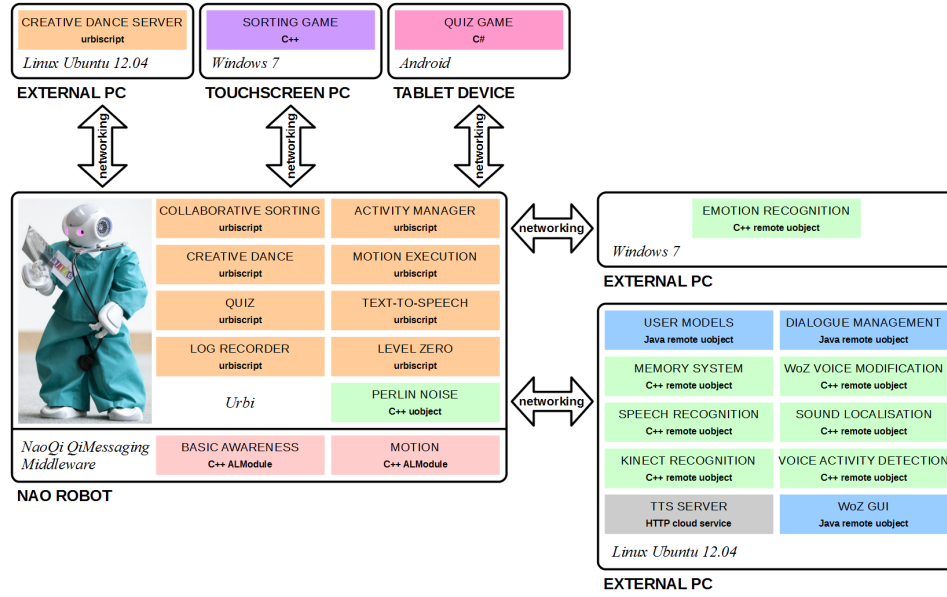 CREATIVE DANCE SERVER
urbiscript
Linux Ubuntu 12.04
EXTERNAL PC
SORTING GAME
C++
Windows 7
TOUCHSCREEN PC
QUIZ GAME
C#
Android
TABLET DEVICE
networking
networking
networking
COLLABORATIVE SORTING
urbiscript
ACTIVITY MANAGER
urbiscript
CREATIVE DANCE
urbiscript
MOTION EXECUTION
urbiscript
QUIZ
urbiscript
TEXT-TO-SPEECH
urbiscript
LOG RECORDER
urbiscript
LEVEL ZERO
urbiscript
Urbi
PERLIN NOISE
C++ uobject
NaoQi QiMessaging
Middleware
BASIC AWARENESS
C++ ALModule
MOTION
C++ ALModule
NAO ROBOT
networking
networking
EMOTION RECOGNITION
C++ remote uobject
Windows 7
EXTERNAL PC
USER MODELS
Java remote uobject
DIALOGUE MANAGEMENT
Java remote uobject
MEMORY SYSTEM
C++ remote uobject
WoZ VOICE MODIFICATION
C++ remote uobject
SPEECH RECOGNITION
C++ remote uobject
SOUND LOCALISATION
C++ remote uobject
KINECT RECOGNITION
C++ remote uobject
VOICE ACTIVITY DETECTION
C++ remote uobject
TTS SERVER
HTTP cloud service
WoZ GUI
Java remote uobject
Linux Ubuntu 12.04
EXTERNAL PC